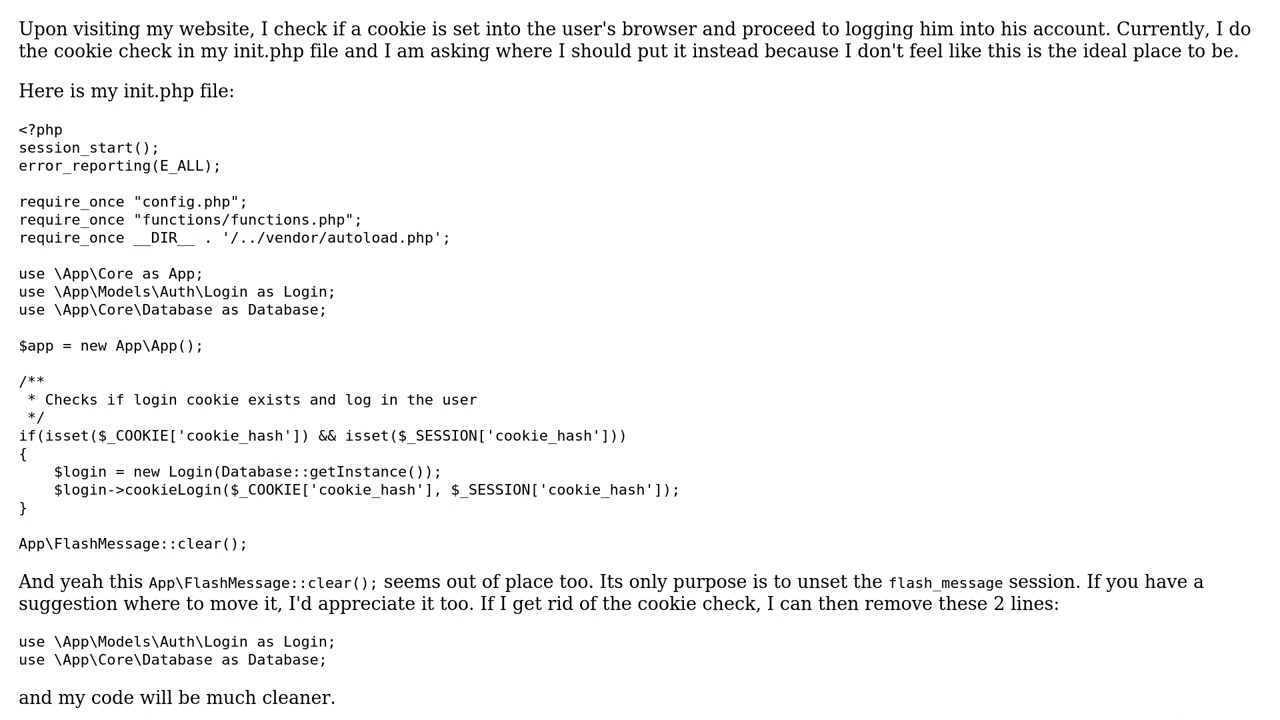 Upon visiting my website, I check if a cookie is set into the user's browser and proceed to logging him into his account. Currently, I do
the cookie check in my init.php file and I am asking where I should put it instead because I don't feel like this is the ideal place to be.
Here is my init.php file:
<?php
session_start();
error_reporting(E_ALL);
require_once "config.php";
require_once "functions/functions.php";
require_once __DIR__ . '/../vendor/autoload.php';
use \App\Core as App;
use \App\Models\Auth\Login as Login;
use \App\Core\Database as Database;
$app = new App\App();
/**
 * Checks if login cookie exists and log in the user
 */
if(isset($_COOKIE['cookie_hash']) && isset($_SESSION['cookie_hash']))
{
    $login = new Login(Database::getInstance());
    $login->cookieLogin($_COOKIE['cookie_hash'], $_SESSION['cookie_hash']);
}
App\FlashMessage::clear();
And yeah this App\FlashMessage::clear(); seems out of place too. Its only purpose is to unset the flash_message session. If you have a
suggestion where to move it, I'd appreciate it too. If I get rid of the cookie check, I can then remove these 2 lines:
use \App\Models\Auth\Login as Login;
use \App\Core\Database as Database;
and my code will be much cleaner.